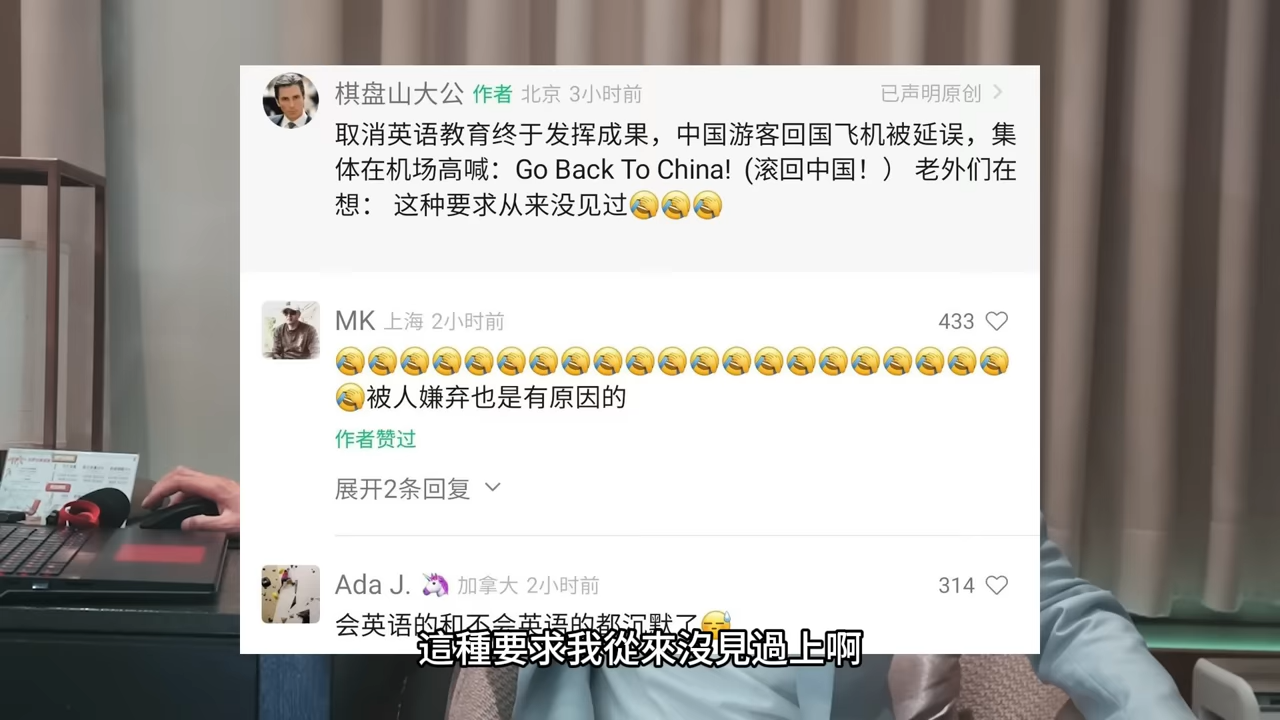 棋盘山大公 作者 北京 3小时前 已声明原创
取消英语教育终于发挥成果，中国游客回国飞机被延误，集
体在机场高喊：Go Back To China!（滚回中国！） 老外们在
想： 这种要求从来没见过🤣🤣🤣
MK 上海 2小时前 433
被人嫌弃也是有原因的
作者赞过
展开2条回复
Ada J. 🦄 加拿大 2小时前 314
会英语的和不会英语的都沉默了😅
這種要求我從來沒見過上啊